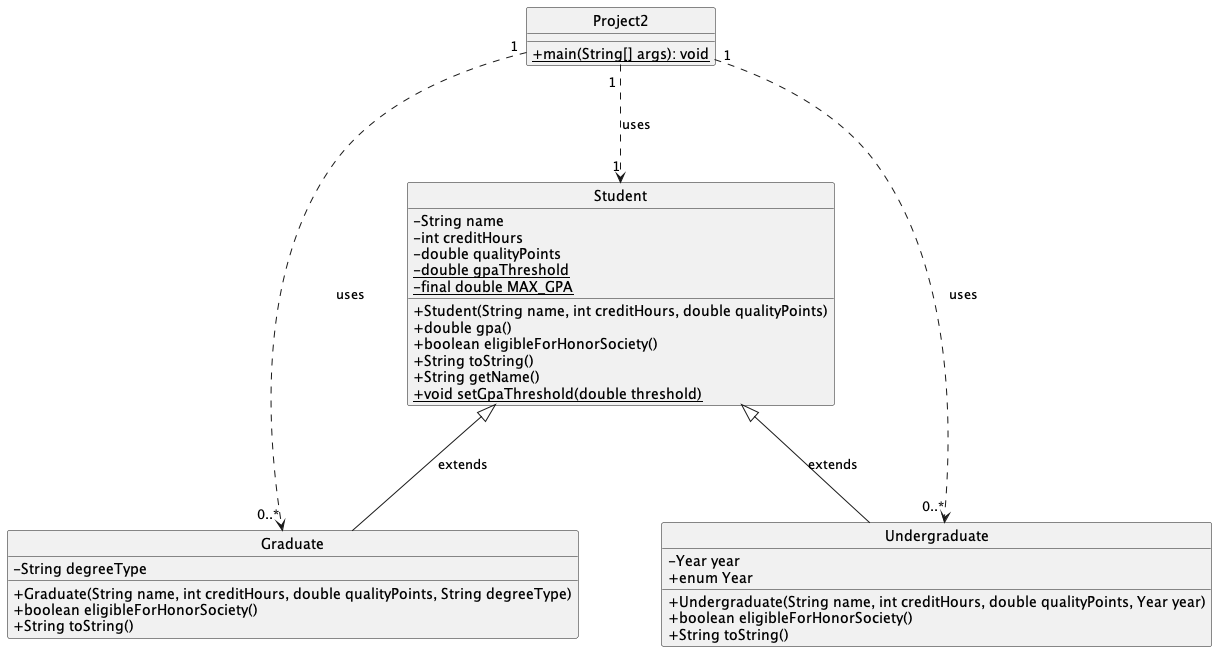 Project2
+main(String[] args): void
1
1
1
uses
1
Student
-String name
-int creditHours
-double qualityPoints
-double gpaThreshold
-final double MAX_GPA
+Student(String name, int creditHours, double qualityPoints)
+double gpa()
+boolean eligibleForHonorSociety()
+String toString()
+String getName()
+void setGpaThreshold(double threshold)
uses
uses
extends
extends
0..*
0..*
Graduate
-String degreeType
+Graduate(String name, int creditHours, double qualityPoints, String degreeType)
+boolean eligibleForHonorSociety()
+String toString()
Undergraduate
-Year year
+enum Year
+Undergraduate(String name, int creditHours, double qualityPoints, Year year)
+boolean eligibleForHonorSociety()
+String toString()